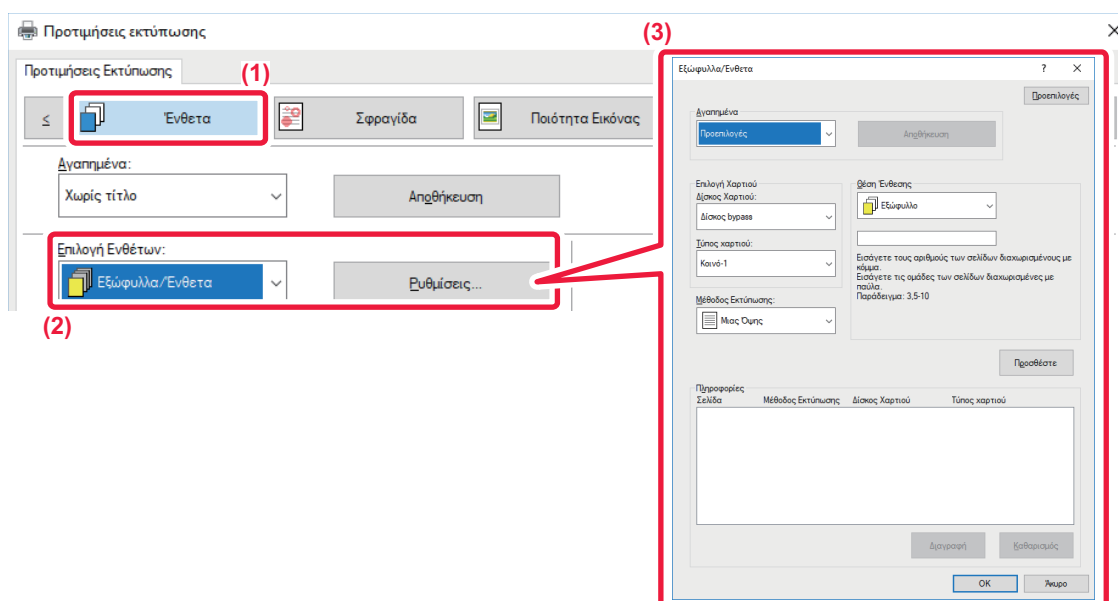 Προτιμήσεις εκτύπωσης
Προτιμήσεις Εκτύπωσης
(1)
≤
Ένθετα
Σφραγίδα
Ποιότητα Εικόνας
Αγαπημένα:
Χωρίς τίτλο
Αποθήκευση
Επιλογή Ενθέτων:
Εξώφυλλα/Ένθετα
Ρυθμίσεις...
(2)
(3)
Εξώφυλλα/Ένθετα
?
Προεπιλογές
Αγαπημένα
Προεπιλογές
Αποθήκευση
Επιλογή Χαρτιού
Δίσκος Χαρτιού:
Δίσκος bypass
Τύπος χαρτιού:
Κοινό-1
Μέθοδος Εκτύπωσης:
Μιας Όψης
Θέση Ένθεσης
Εξώφυλλο
Εισάγετε τους αριθμούς των σελίδων διαχωρισμένους με
κόμμα.
Εισάγετε τις ομάδες των σελίδων διαχωρισμένες με
παύλα.
Παράδειγμα: 3,5-10
Προσθέστε
Πληροφορίες
Σελίδα Μέθοδος Εκτύπωσης Δίσκος Χαρτιού Τύπος χαρτιού
Διαγραφή
Καθαρισμός
OK
Άκυρο